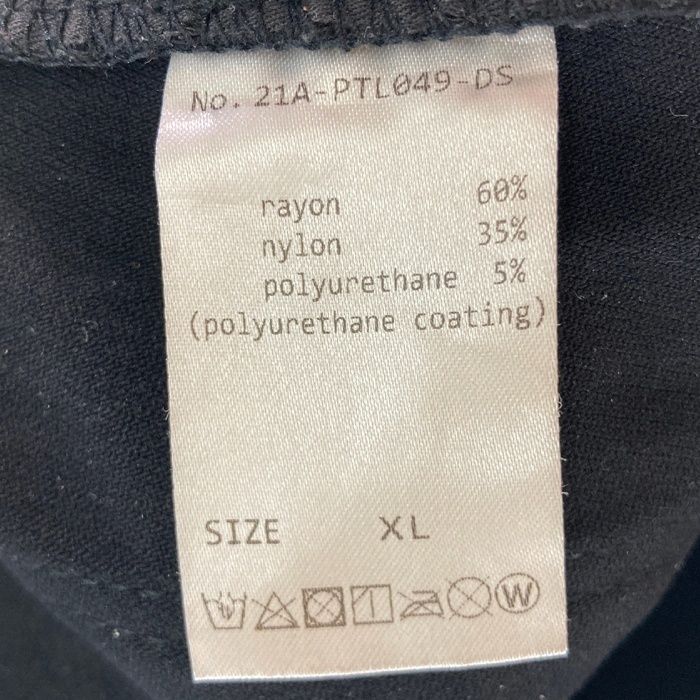 No. 21A-PTL049-DS
rayon 60%
nylon 35%
polyurethane 5%
(polyurethane coating)
SIZE XL
W